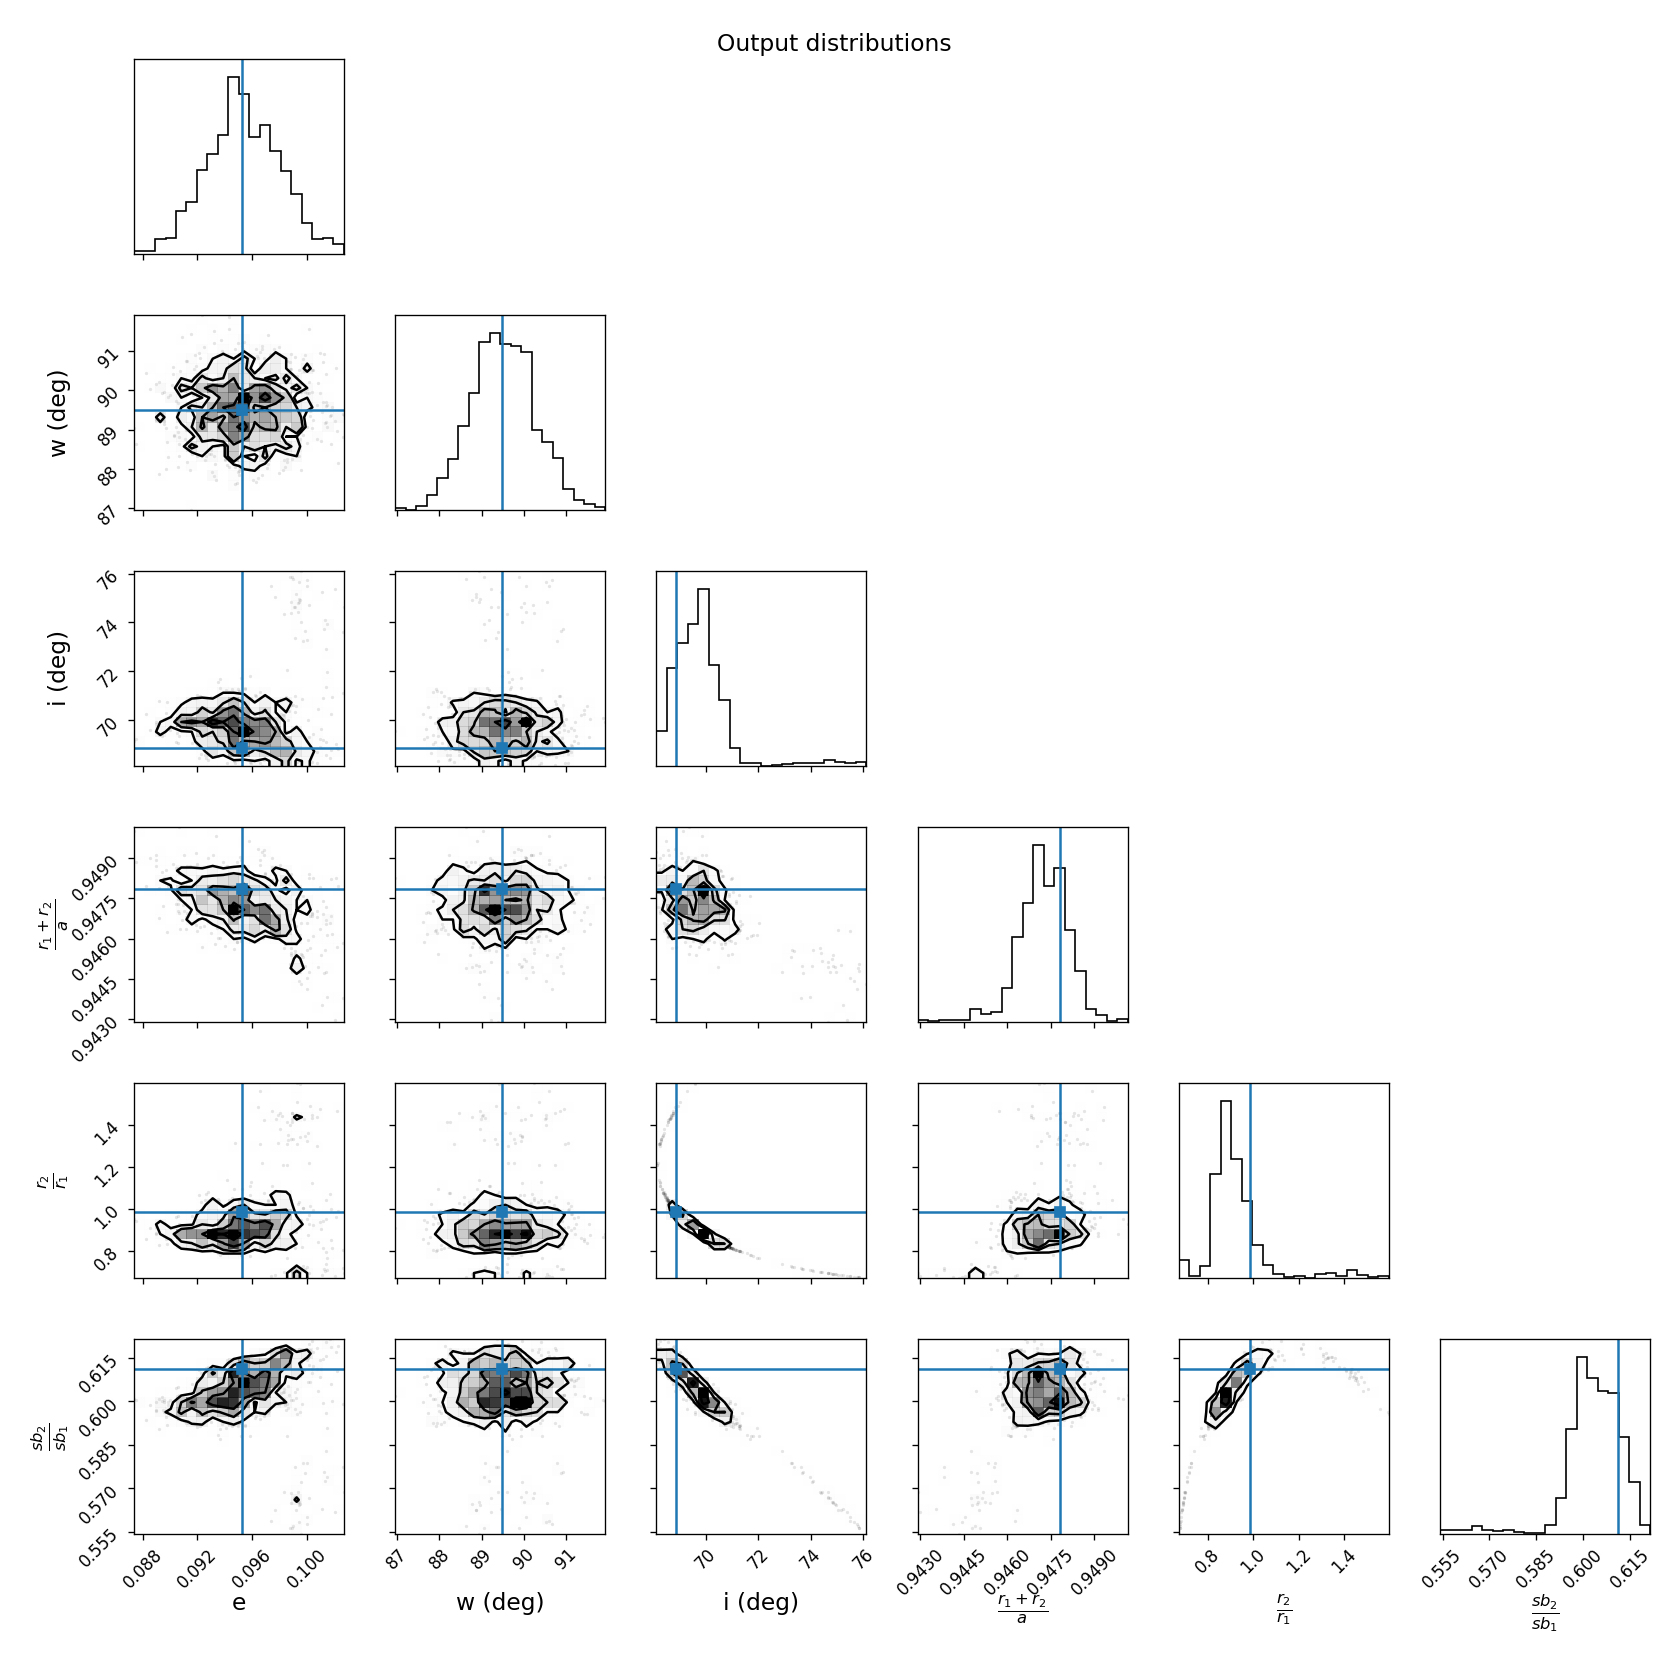 Output distributions
w (deg)
91
90
89
88
87
i (deg)
76
74
72
70
r₁ + r₂
a
0.9490
0.9475
0.9460
0.9445
0.9430
r₂
r₁
1.4
1.2
1.0
0.8
sb₂
sb₁
0.615
0.600
0.585
0.570
0.555
0.088 0.092 0.096 0.100 87 88 89 90 91 70 72 74 76 0.9430 0.9445 0.9460 0.9475 0.9490 0.8 1.0 1.2 1.4 0.555 0.570 0.585 0.600 0.615
e w (deg) i (deg)
r₁ + r₂
a
r₂
r₁
sb₂
sb₁